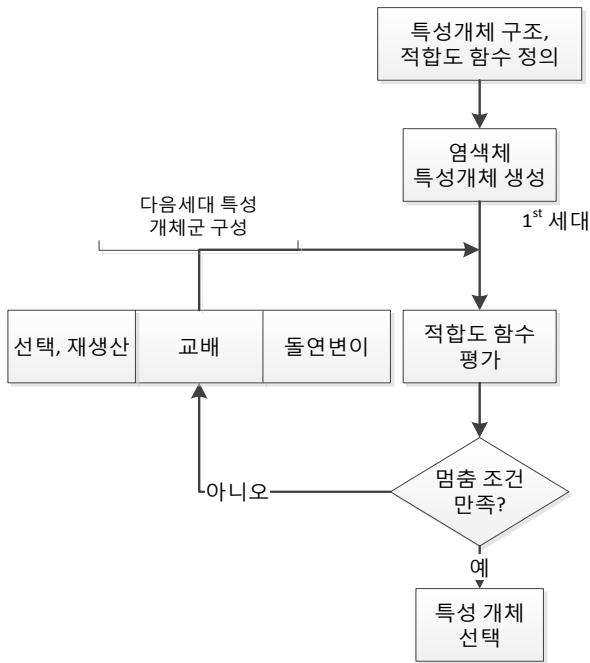 특성개체 구조,
적합도 함수 정의
염색체
특성개체 생성
1st 세대
다음세대 특성
개체군 구성
선택, 재생산
교배
돌연변이
적합도 함수
평가
멈춤 조건
만족?
아니오
예
특성 개체
선택